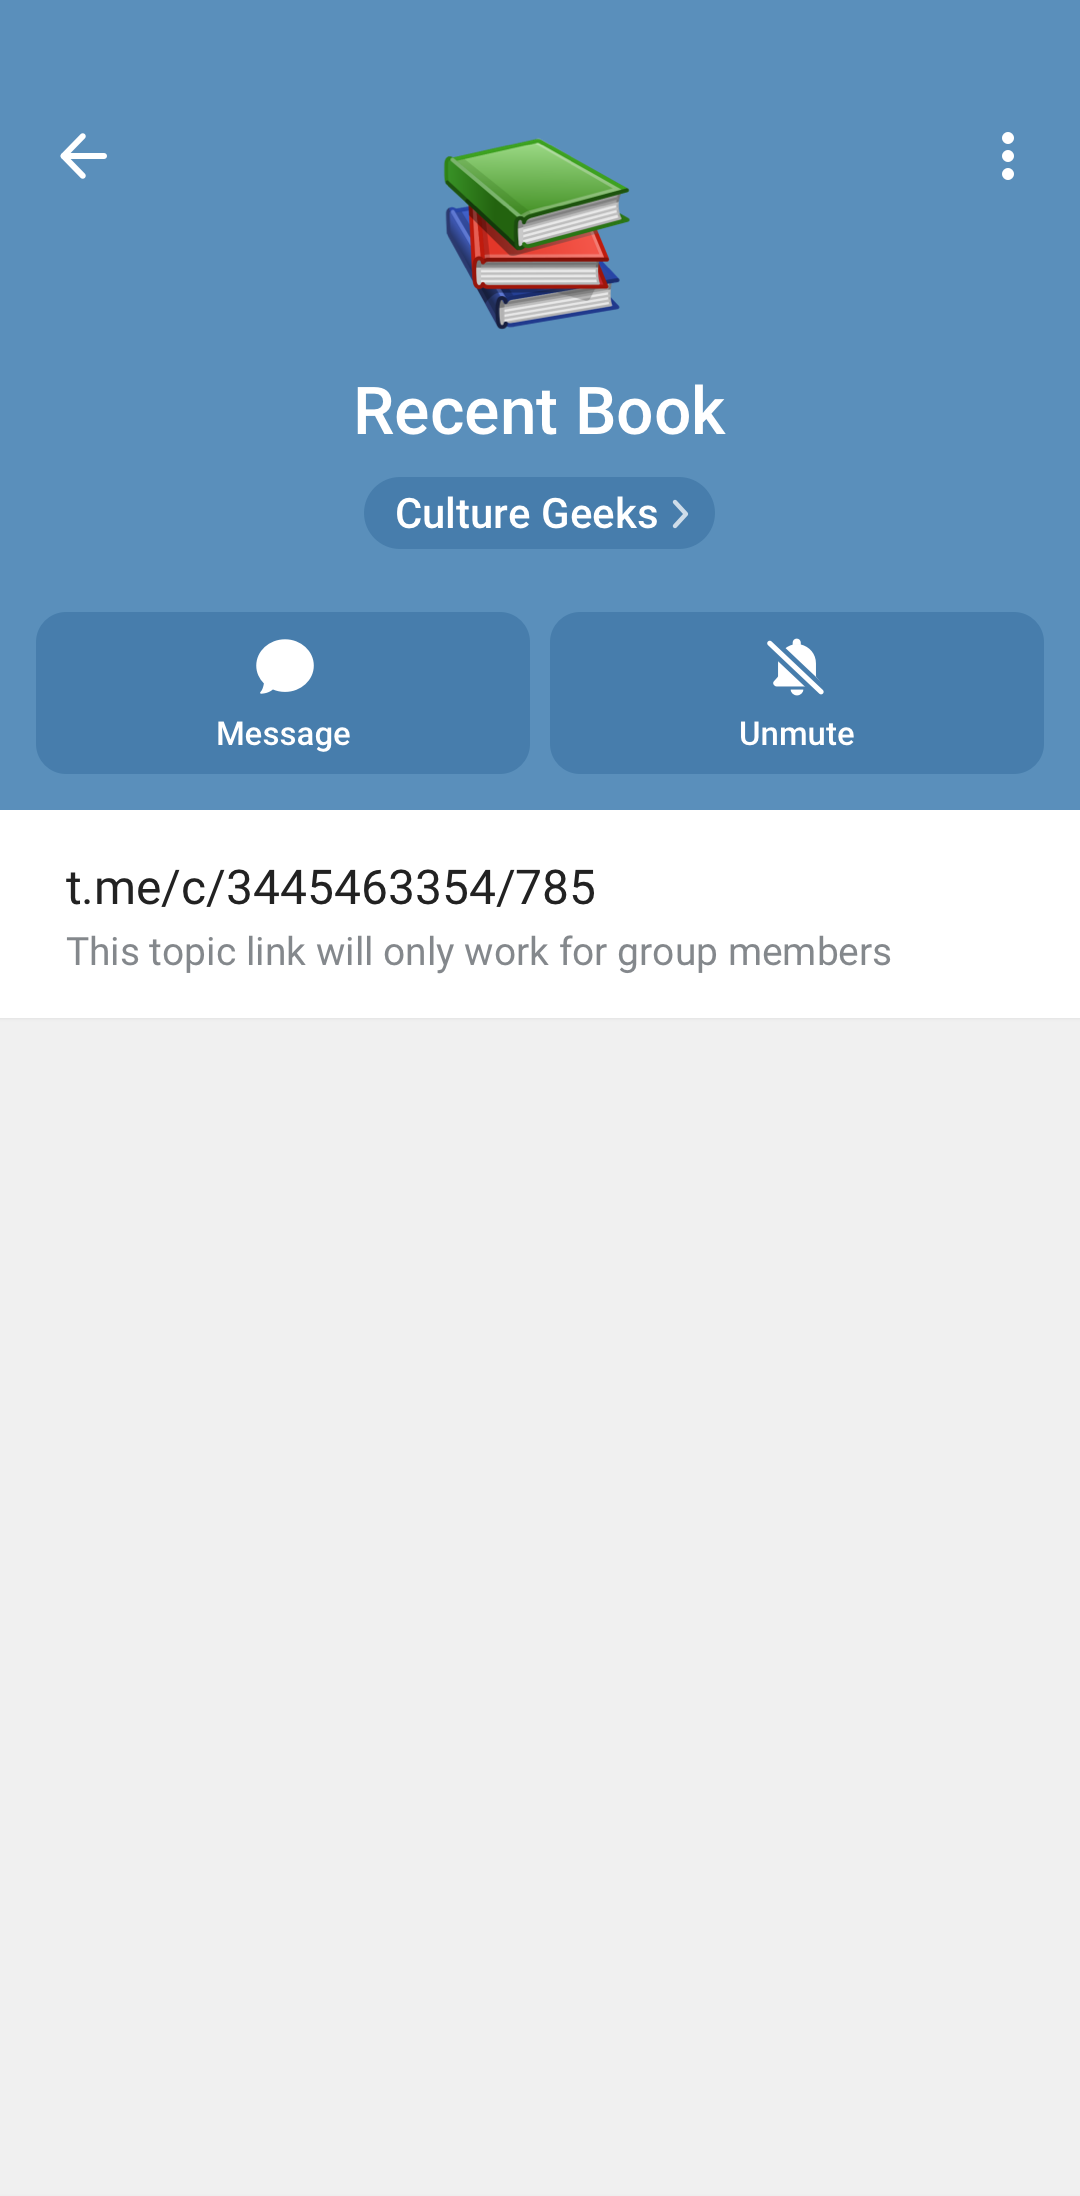 Recent Book
Culture Geeks
Message
Unmute
t.me/c/3445463354/785
This topic link will only work for group members